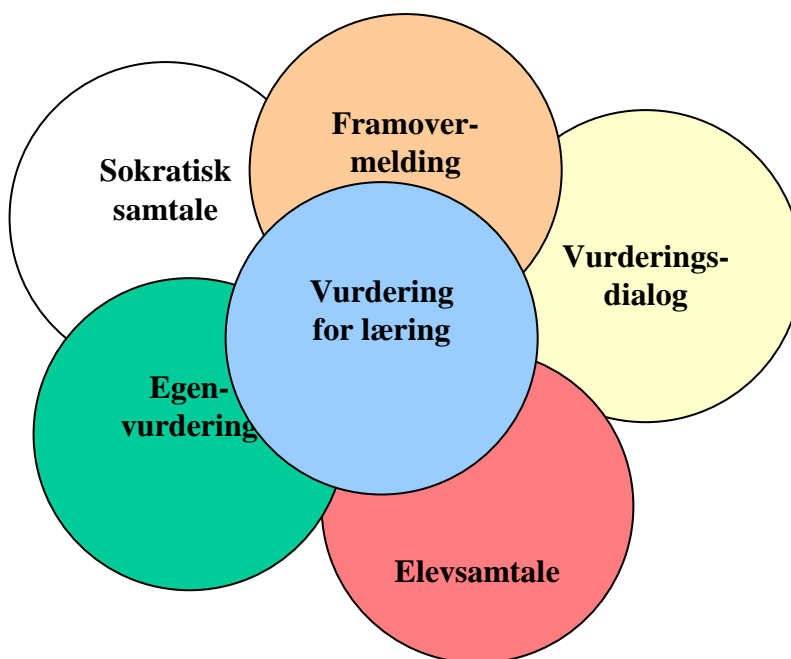 Framover-
melding
Sokratisk
samtale
Vurderings-
dialog
Vurdering
for læring
Egen-
vurdering
Elevsamtale